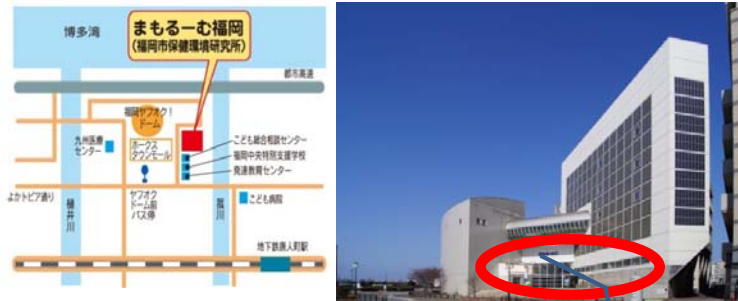 博多湾
まもるーむ福岡
(福岡市保健環境研究所)
都市高速
福岡ヤフオク!
ドーム
九州医療
センター
ホークス
タウンモール
こども総合相談センター
福岡中央特別支援学校
発達教育センター
よかトピア通り
樋井川
ヤフオク
ドーム前
バス停
菰川
こども病院
地下鉄唐人町駅